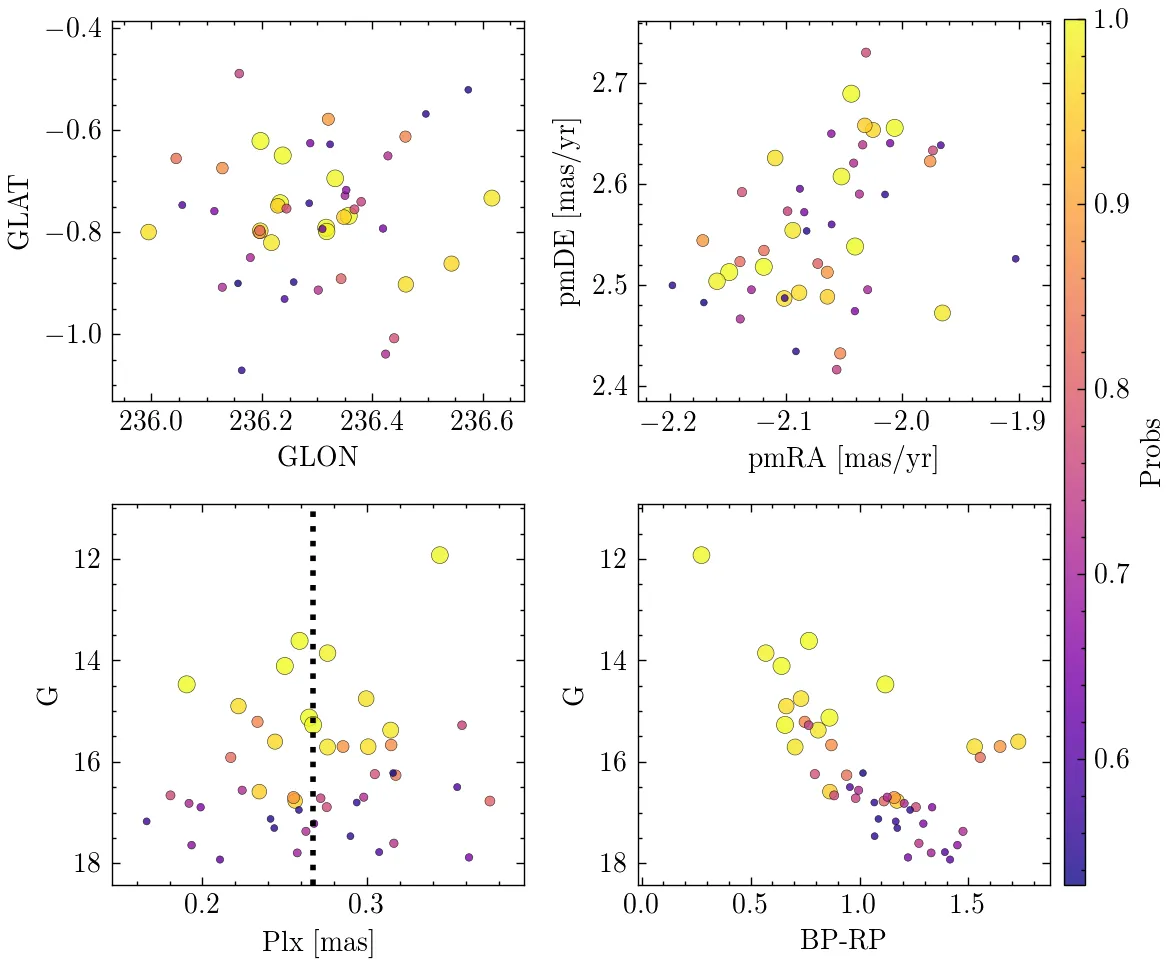 −0.4
−0.6
−0.8
−1.0
GLAT
236.0 236.2 236.4 236.6
GLON
2.7
2.6
2.5
2.4
pmDE [mas/yr]
−2.2 −2.1 −2.0 −1.9
pmRA [mas/yr]
1.0
0.9
0.8
0.7
0.6
Probs
12
14
16
18
G
0.2 0.3
Plx [mas]
12
14
16
18
G
0.0 0.5 1.0 1.5
BP-RP